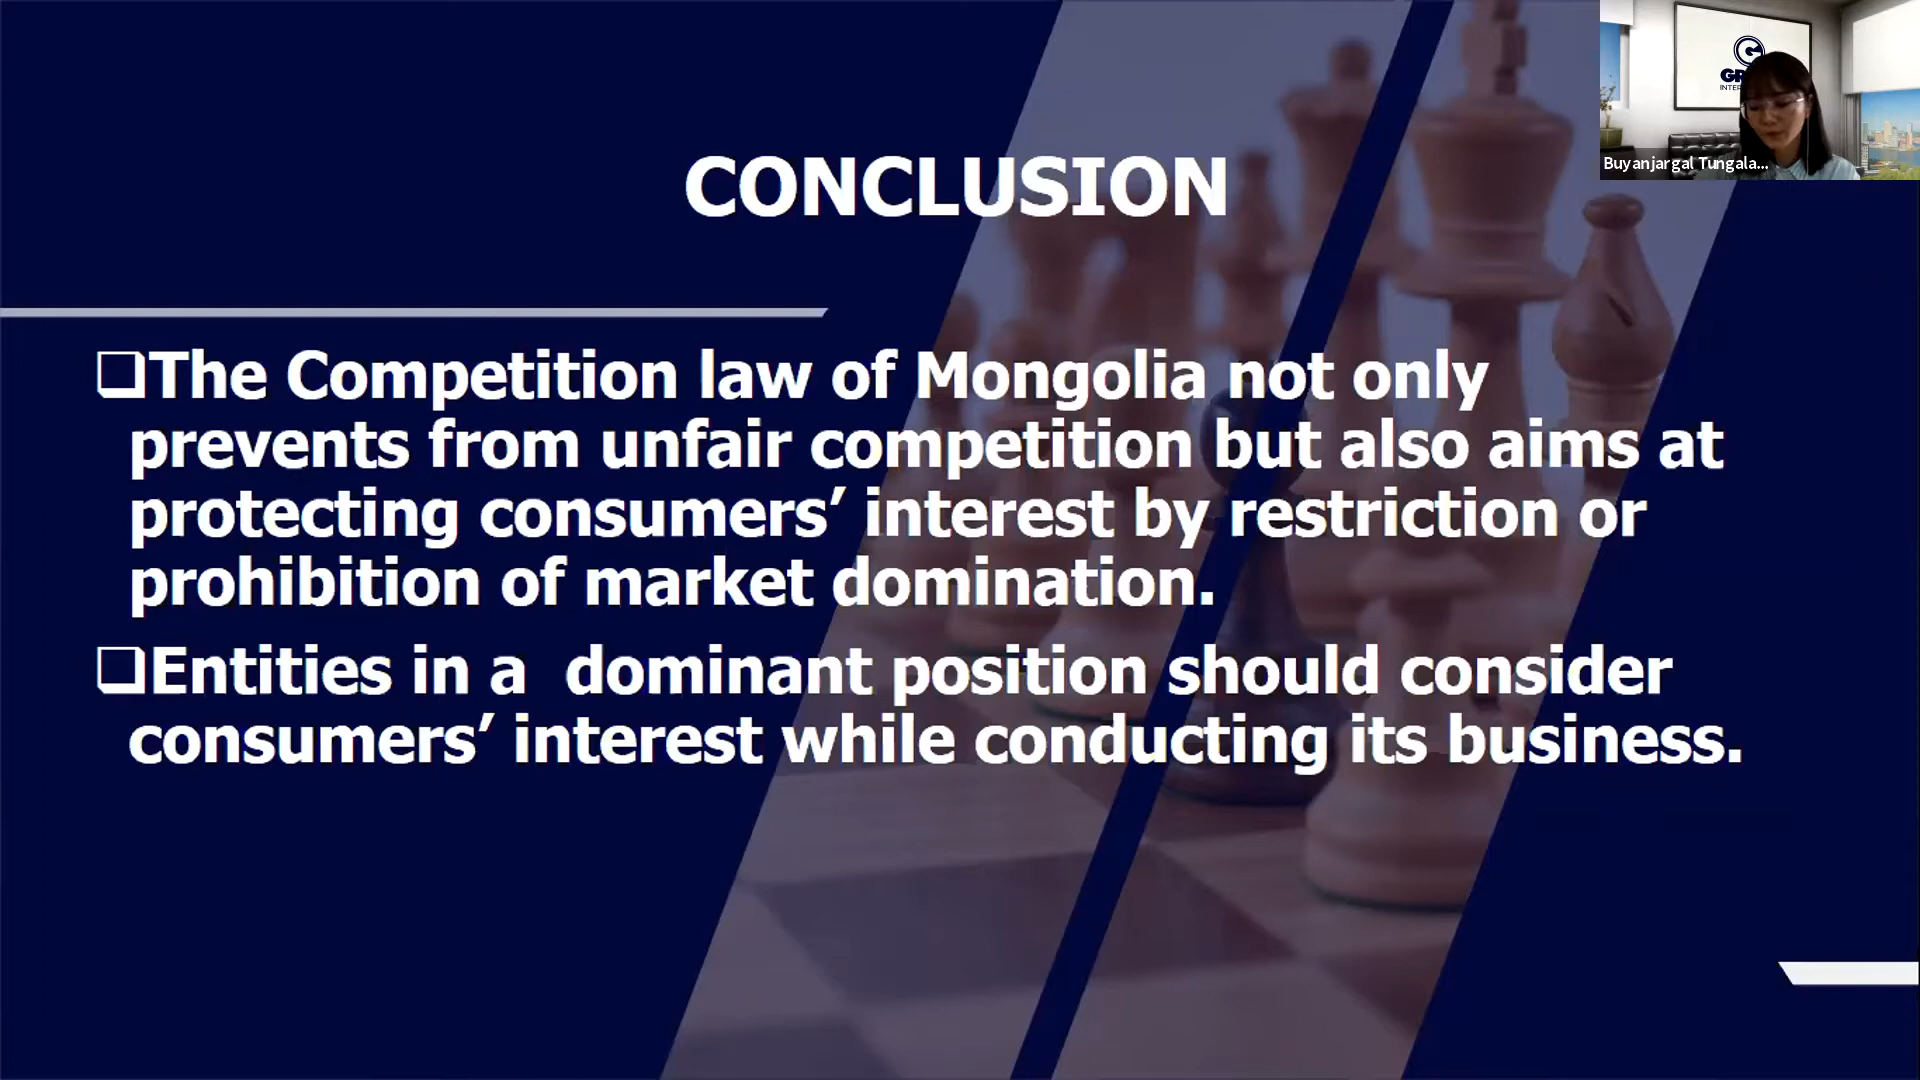 CONCLUSION
❑The Competition law of Mongolia not only
prevents from unfair competition but also aims at
protecting consumers’ interest by restriction or
prohibition of market domination.
❑Entities in a  dominant position should consider
consumers’ interest while conducting its business.
Buyanjargal Tungala...